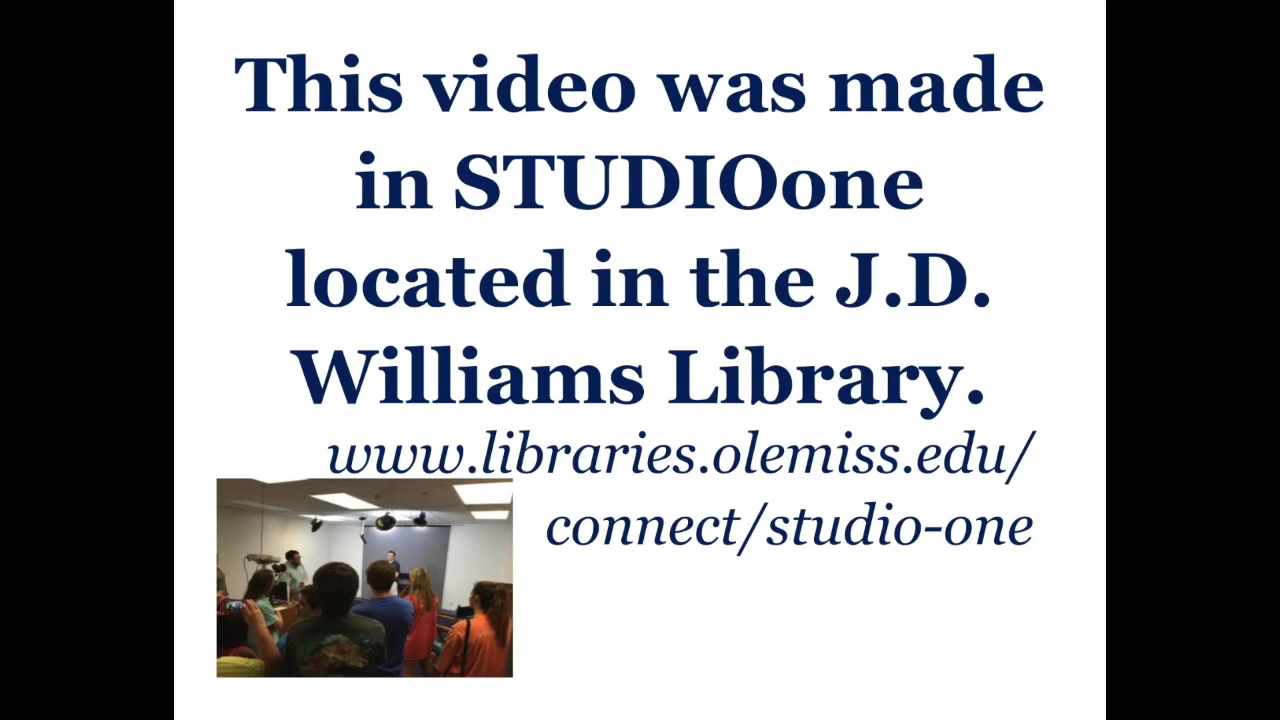 This video was made
in STUDIOone
located in the J.D.
Williams Library.
www.libraries.olemiss.edu/
connect/studio-one